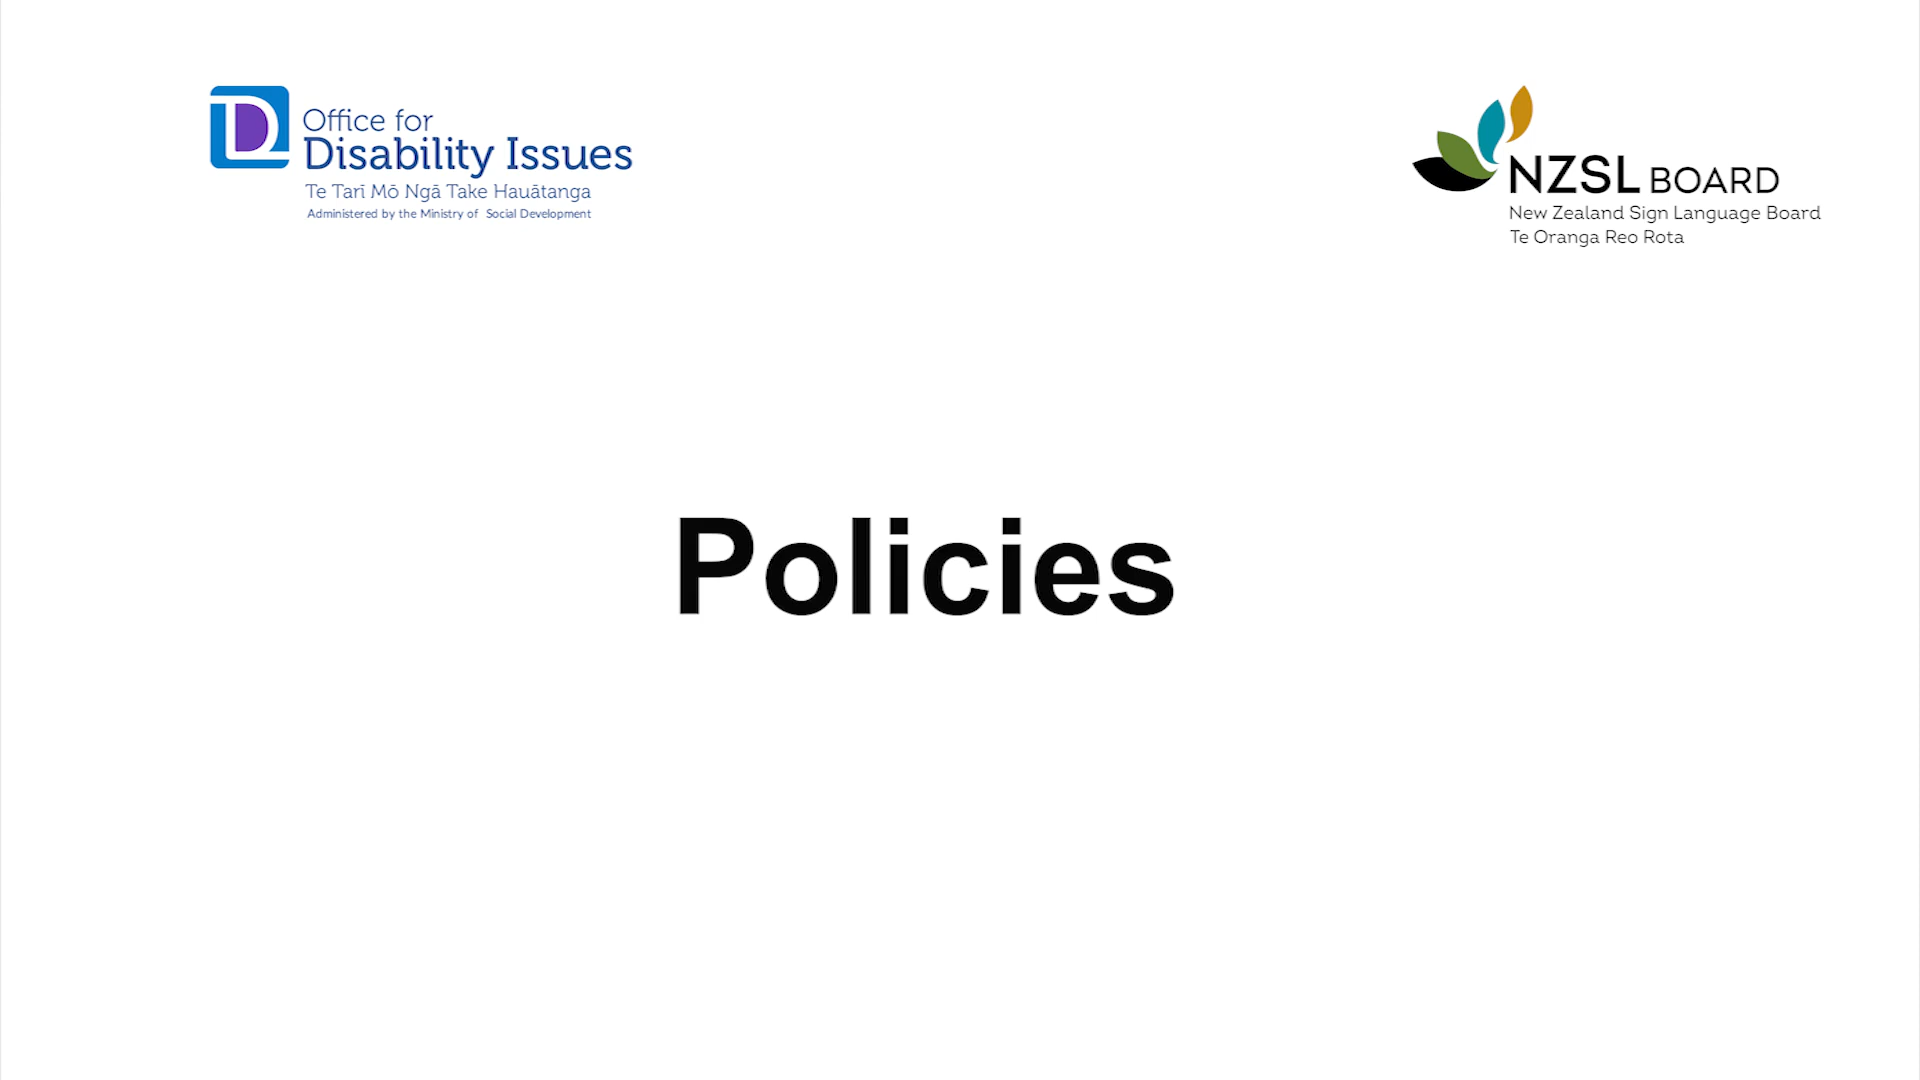 Office for
Disability Issues
Te Tari Mō Ngā Take Hauātanga
Administered by the Ministry of Social Development
NZSL BOARD
New Zealand Sign Language Board
Te Oranga Reo Rota
Policies